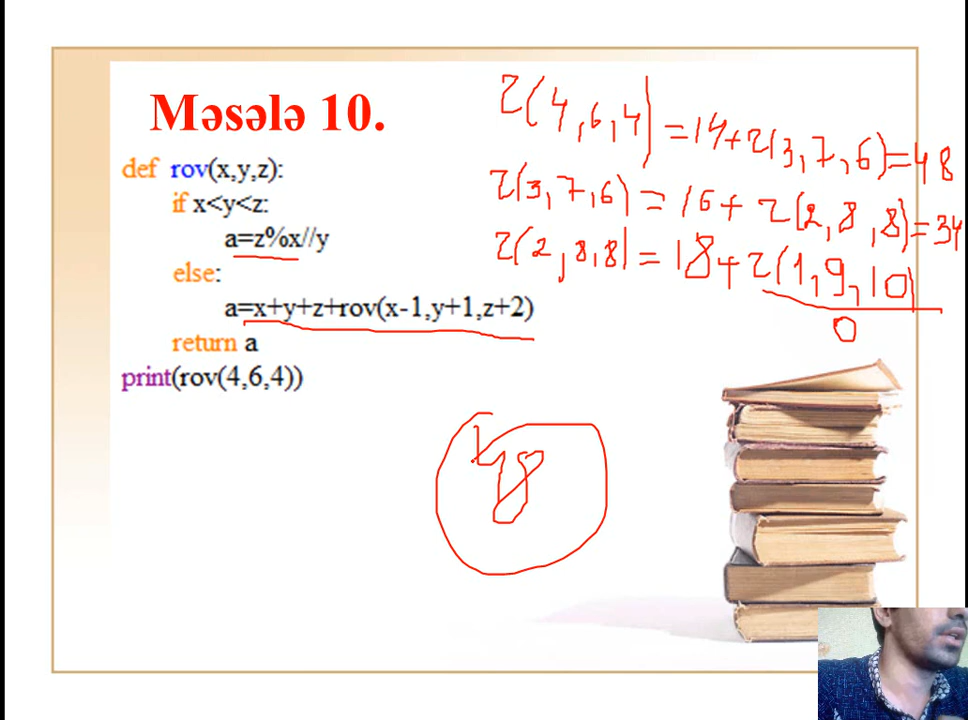 Məsələ 10.
def rov(x,y,z):
if x<y<z:
a=z%x//y
else:
a=x+y+z+rov(x-1,y+1,z+2)
return a
print(rov(4,6,4))
z(4,6,4)=14+z(3,7,6)=48
z(3,7,6)=16+z(2,8,8)=34
z(2,8,8)=18+z(1,9,10)
0
48